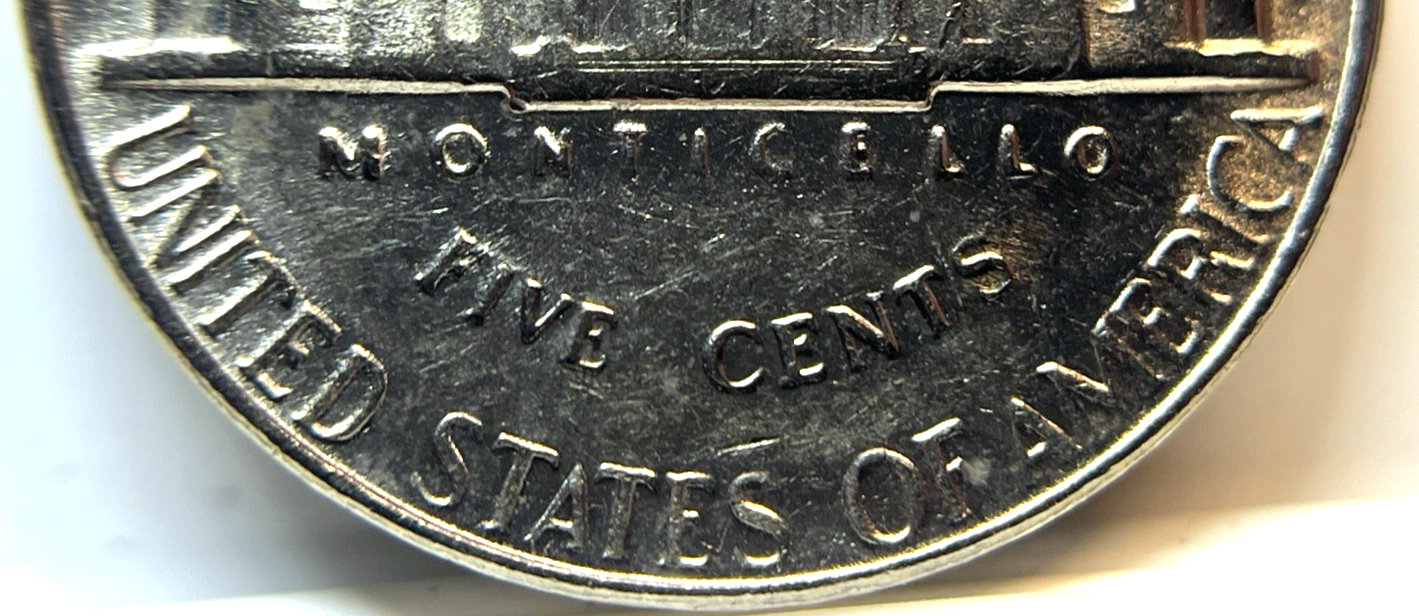 MONTICELLO
FIVE CENTS
UNITED STATES OF AMERICA